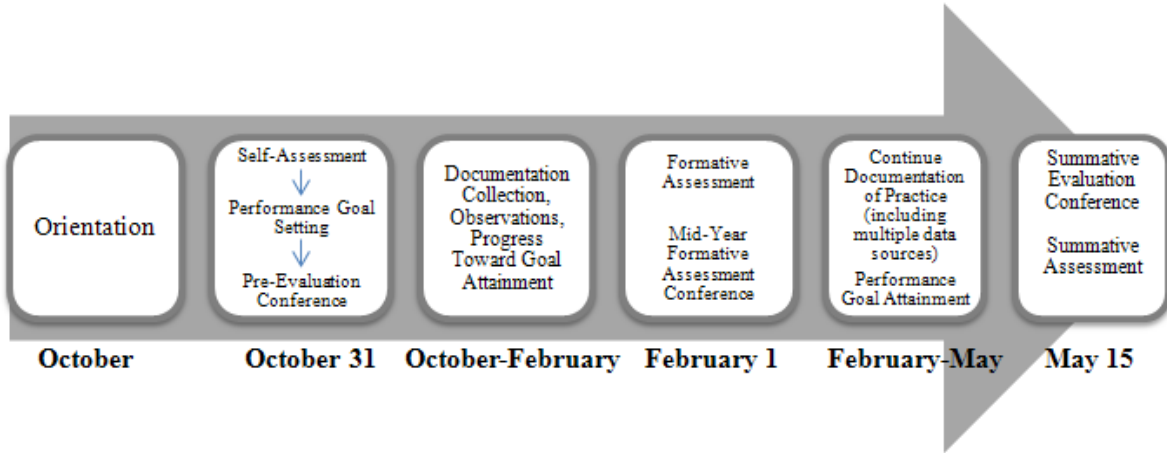 Orientation
Self-Assessment
Performance Goal
Setting
Pre-Evaluation
Conference
Documentation
Collection,
Observations,
Progress
Toward Goal
Attainment
Formative
Assessment
Mid-Year
Formative
Assessment
Conference
Continue
Documentation
of Practice
(including
multiple data
sources)
Performance
Goal Attainment
Summative
Evaluation
Conference
Summative
Assessment
October
October 31
October-February
February 1
February-May
May 15